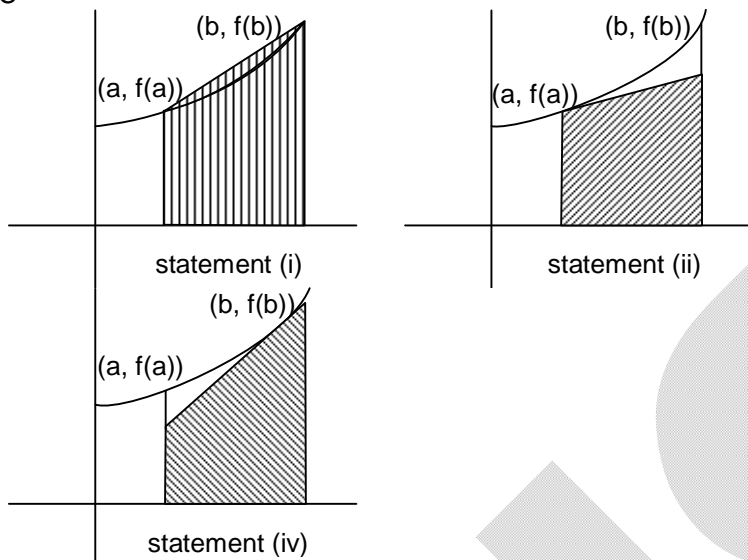 (b, f(b))
(a, f(a))
statement (i)
(b, f(b))
(a, f(a))
statement (ii)
(b, f(b))
(a, f(a))
statement (iv)